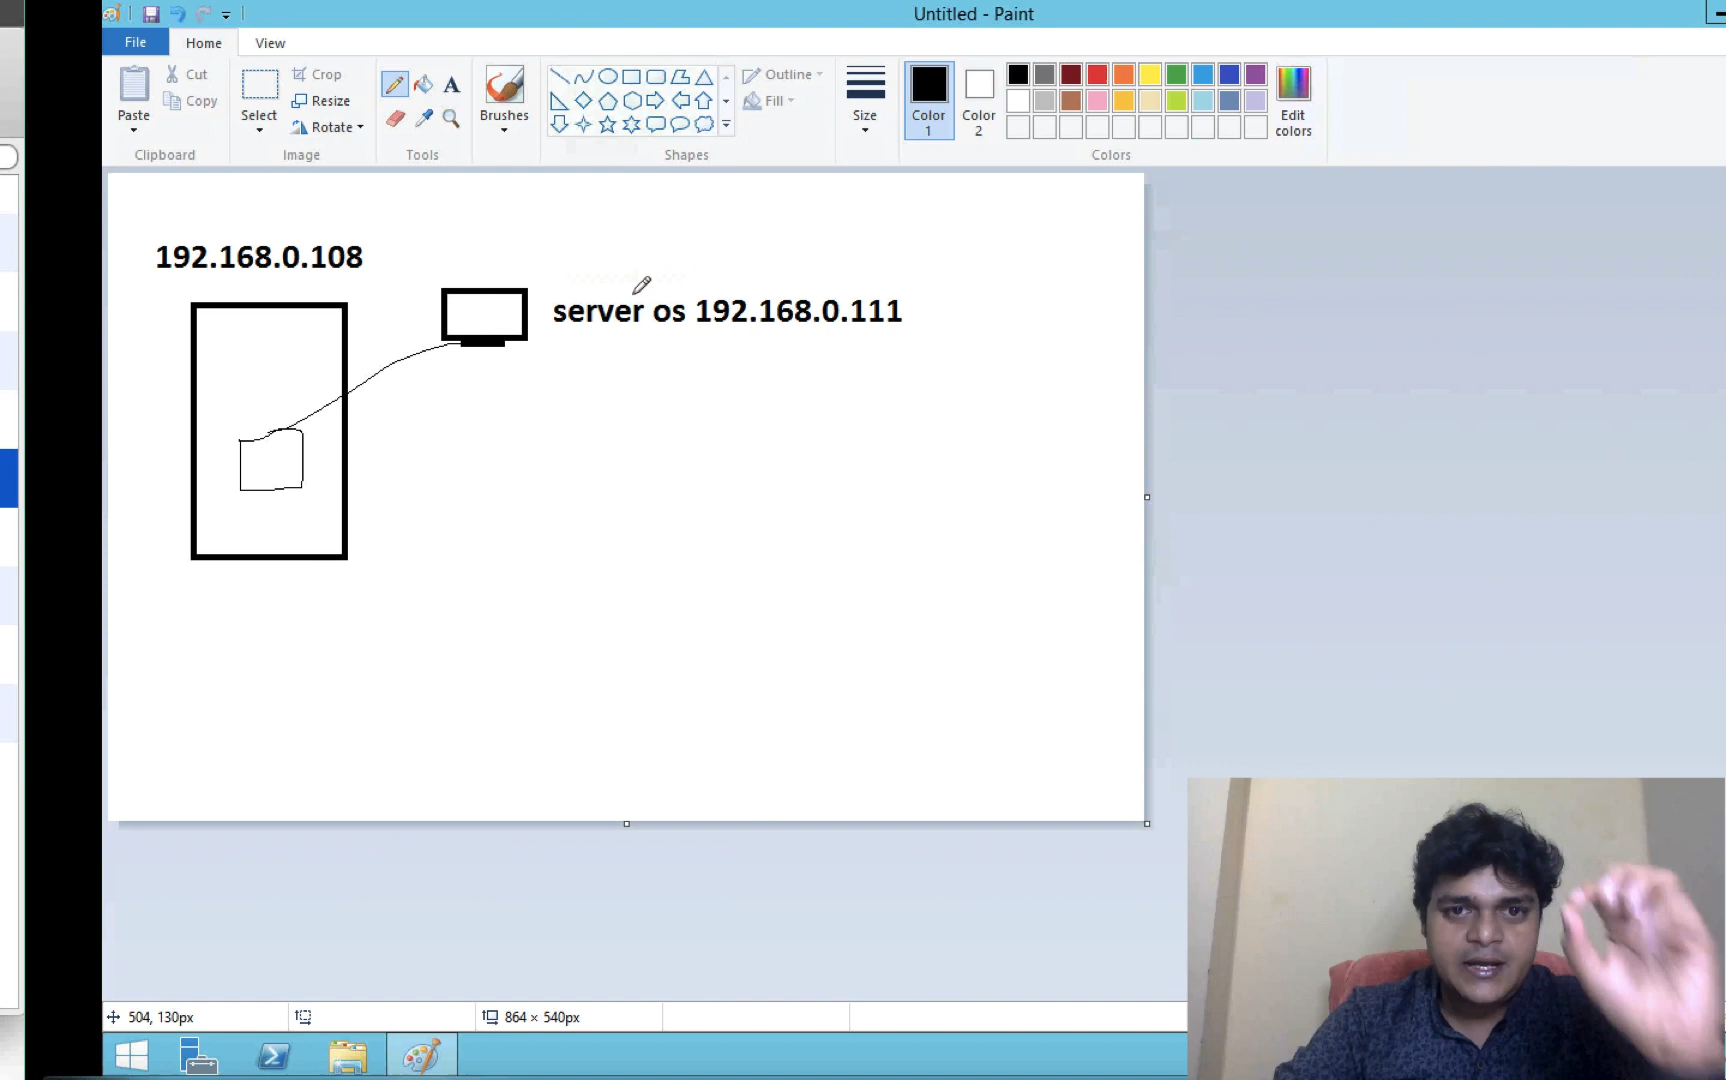 Untitled - Paint
File Home View
Paste
Cut
Copy
Clipboard
Select
Crop
Resize
Rotate
Image
A
Tools
Brushes
Shapes
Outline
Fill
Size
Color 1
Color 2
Edit colors
Colors
192.168.0.108
server os 192.168.0.111
504, 130px
864 × 540px